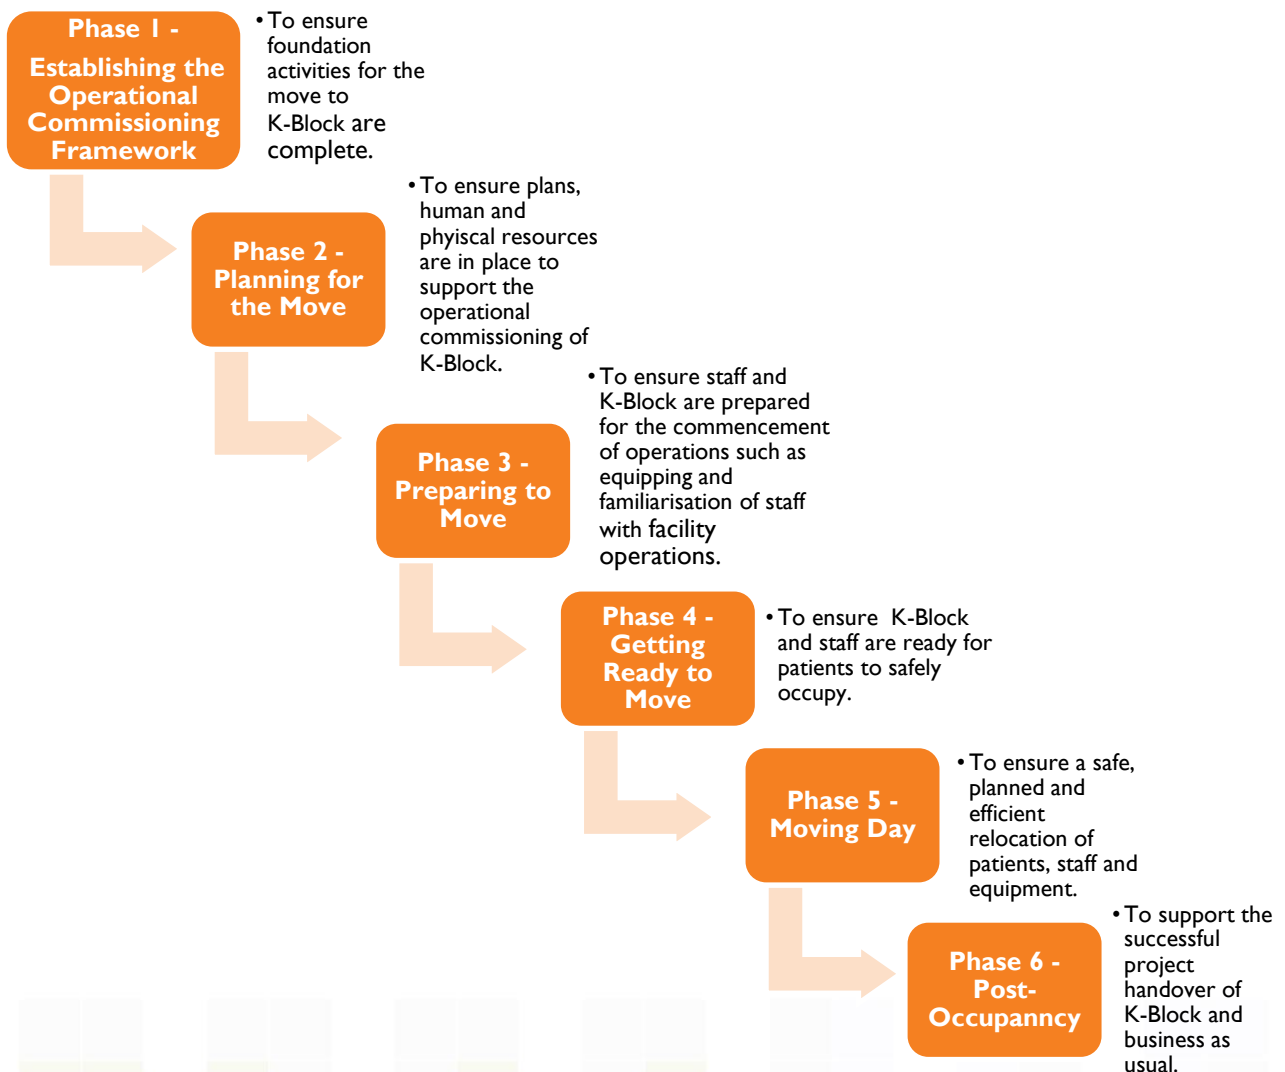 Phase 1 -
Establishing the
Operational
Commissioning
Framework
• To ensure
foundation
activities for the
move to
K-Block are
complete.
Phase 2 -
Planning for
the Move
• To ensure plans,
human and
phyiscal resources
are in place to
support the
operational
commissioning of
K-Block.
Phase 3 -
Preparing to
Move
• To ensure staff and
K-Block are prepared
for the commencement
of operations such as
equipping and
familiarisation of staff
with facility
operations.
Phase 4 -
Getting
Ready to
Move
• To ensure  K-Block
and staff are ready for
patients to safely
occupy.
Phase 5 -
Moving Day
• To ensure a safe,
planned and
efficient
relocation of
patients, staff and
equipment.
Phase 6 -
Post-
Occupanncy
• To support the
successful
project
handover of
K-Block and
business as
usual.